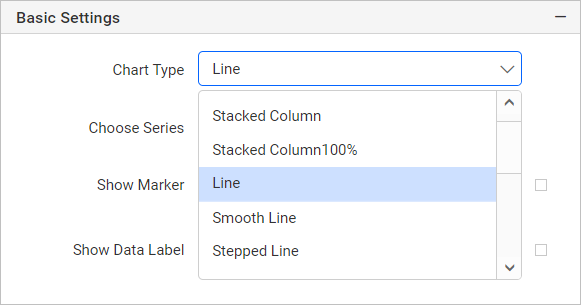 Basic Settings
Chart Type
Line
Stacked Column
Choose Series
Stacked Column100%
Show Marker
Line
Smooth Line
Show Data Label
Stepped Line